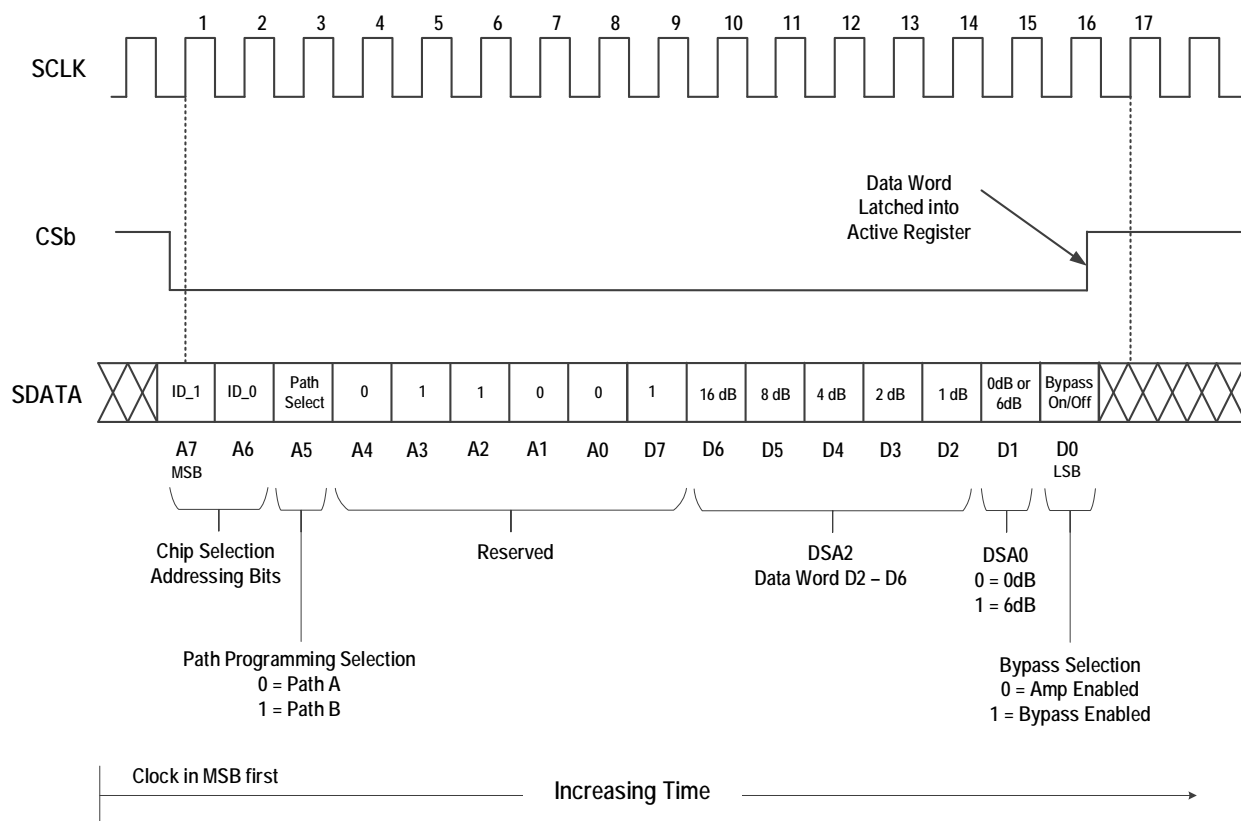 1 2 3 4 5 6 7 8 9 10 11 12 13 14 15 16 17
SCLK
Data Word
Latched into
Active Register
CSb
SDATA
ID_1 ID_0 Path Select 0 1 1 0 0 1 16 dB 8 dB 4 dB 2 dB 1 dB 0dB or 6dB Bypass On/Off
A7 A6 A5 A4 A3 A2 A1 A0 D7 D6 D5 D4 D3 D2 D1 D0
MSB LSB
Chip Selection
Addressing Bits
Reserved
DSA2
Data Word D2 – D6
DSA0
0 = 0dB
1 = 6dB
Path Programming Selection
0 = Path A
1 = Path B
Bypass Selection
0 = Amp Enabled
1 = Bypass Enabled
Clock in MSB first
Increasing Time